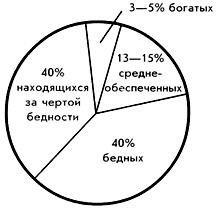 3—5% богатых
13—15%
средне-
обеспеченных
40%
находящихся
за чертой
бедности
40%
бедных